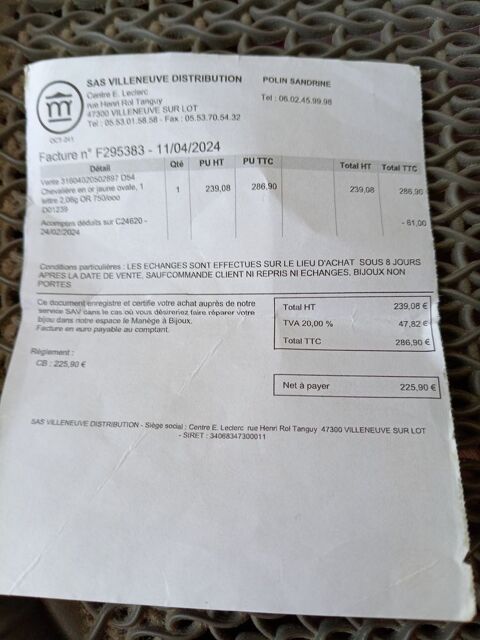 SAS VILLENEUVE DISTRIBUTION
Centre E. Leclerc
rue Henri Rol Tanguy
47300 VILLENEUVE SUR LOT
Tel : 05.53.01.58.58 - Fax : 05.53.70.54.32
POLIN SANDRINE
Tel : 06.02.45.99.98
Facture n° F295383 - 11/04/2024
Détail Qté PU HT PU TTC Total HT Total TTC
Vente 31804020502697 D54
Chevalière en or jaune ovale, 1 1 239,08 286,90 239,08 286,90
lettre 2,08g OR 750/ooo
D01239
Acomptes déduits sur C24620 - - 61,00
24/02/2024
Conditions particulières : LES ECHANGES SONT EFFECTUES SUR LE LIEU D'ACHAT SOUS 8 JOURS
APRES LA DATE DE VENTE, SAUFCOMMANDE CLIENT NI REPRIS NI ECHANGES, BIJOUX NON
PORTES
Ce document enregistre et certifie votre achat auprès de notre
service SAV dans le cas où vous désireriez faire réparer votre
bijou dans notre espace le Manège à Bijoux.
Facture en euro payable au comptant.
Total HT 239,08 €
TVA 20,00 % 47,82 €
Total TTC 286,90 €
Règlement :
CB : 225,90 €
Net à payer 225,90 €
SAS VILLENEUVE DISTRIBUTION - Siège social : Centre E. Leclerc rue Henri Rol Tanguy 47300 VILLENEUVE SUR LOT
- SIRET : 34068347300011